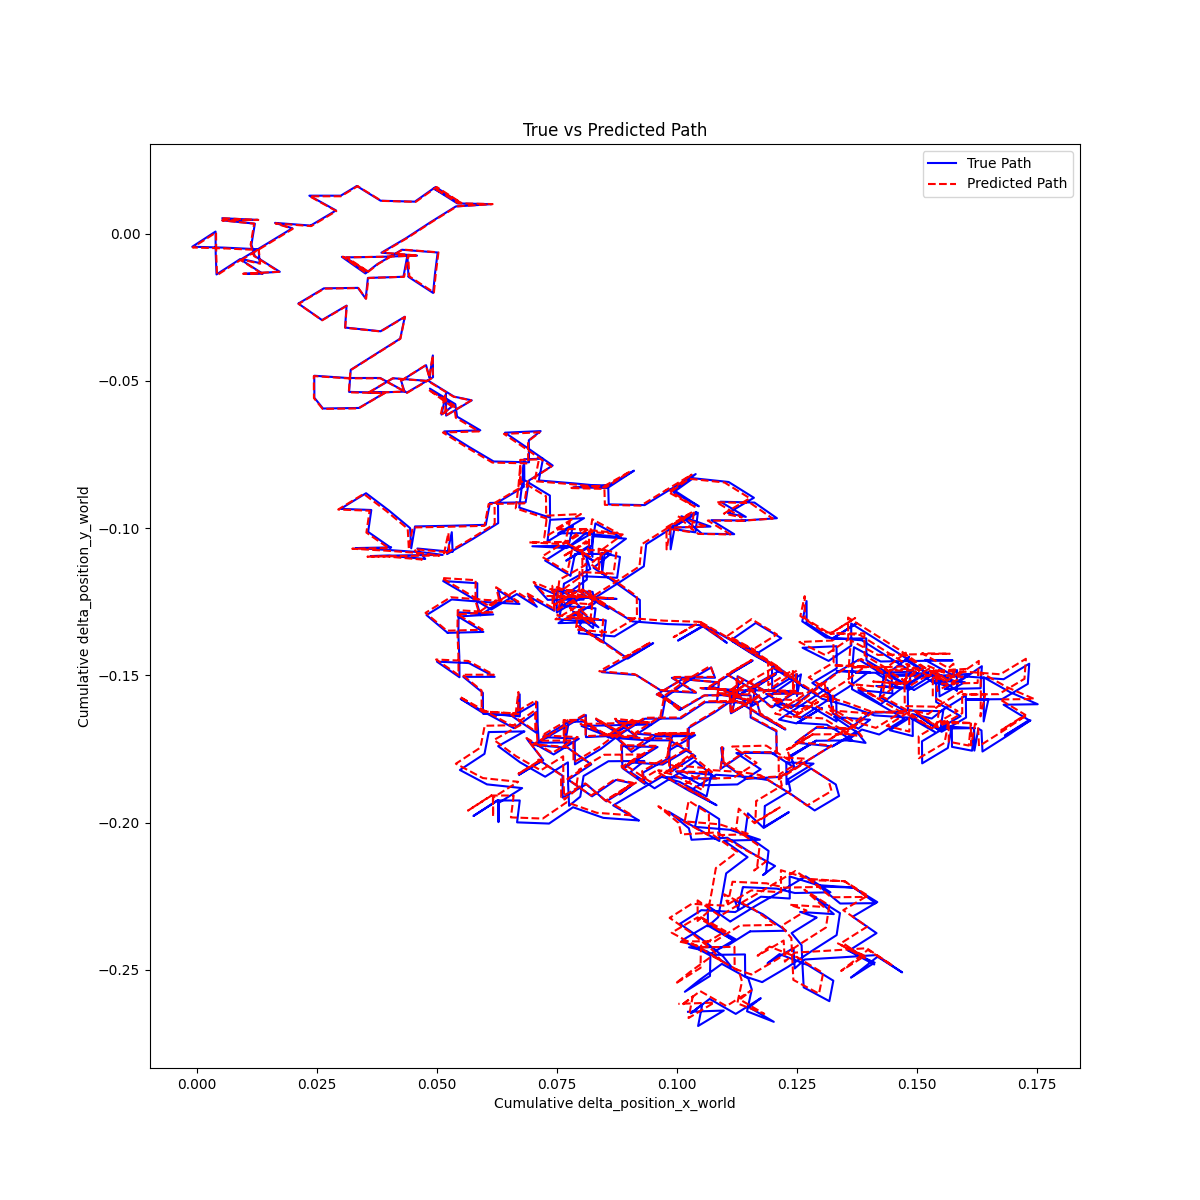 True vs Predicted Path
True Path
Predicted Path
0.00
−0.05
−0.10
−0.15
−0.20
−0.25
Cumulative delta_position_y_world
0.000
0.025
0.050
0.075
0.100
0.125
0.150
0.175
Cumulative delta_position_x_world